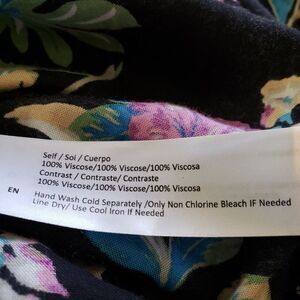 Self / Soi / Cuerpo
100% Viscose/100% Viscose/100% Viscosa
Contrast / Contraste/ Contraste
100% Viscose/100% Viscose/100% Viscosa
EN Hand Wash Cold Separately /Only Non Chlorine Bleach IF Needed
Line Dry/ Use Cool Iron If Needed